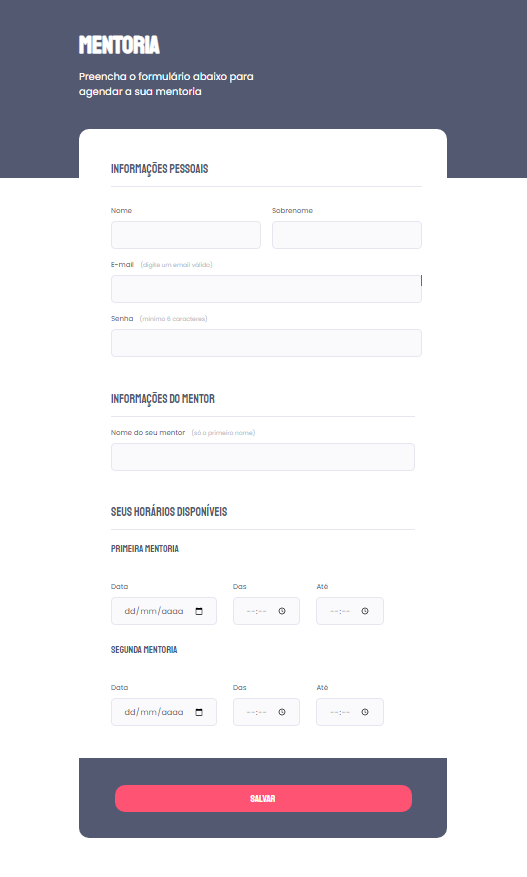 MENTORIA
Preencha o formulário abaixo para
agendar a sua mentoria
INFORMAÇÕES PESSOAIS
Nome Sobrenome
E-mail (digite um email válido)
Senha (mínimo 6 caracteres)
INFORMAÇÕES DO MENTOR
Nome do seu mentor (só o primeiro nome)
SEUS HORÁRIOS DISPONÍVEIS
PRIMEIRA MENTORIA
Data Das Até
dd/mm/aaaa --:-- --:--
SEGUNDA MENTORIA
Data Das Até
dd/mm/aaaa --:-- --:--
SALVAR